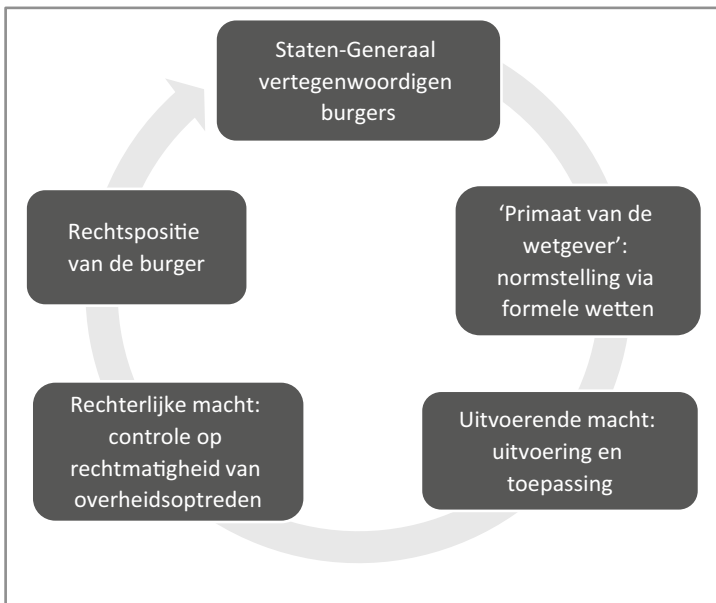 Staten-Generaal
vertegenwoordigen
burgers
‘Primaat van de
wetgever’:
normstelling via
formele wetten
Uitvoerende macht:
uitvoering en
toepassing
Rechterlijke macht:
controle op
rechtmatigheid van
overheidsoptreden
Rechtspositie
van de burger